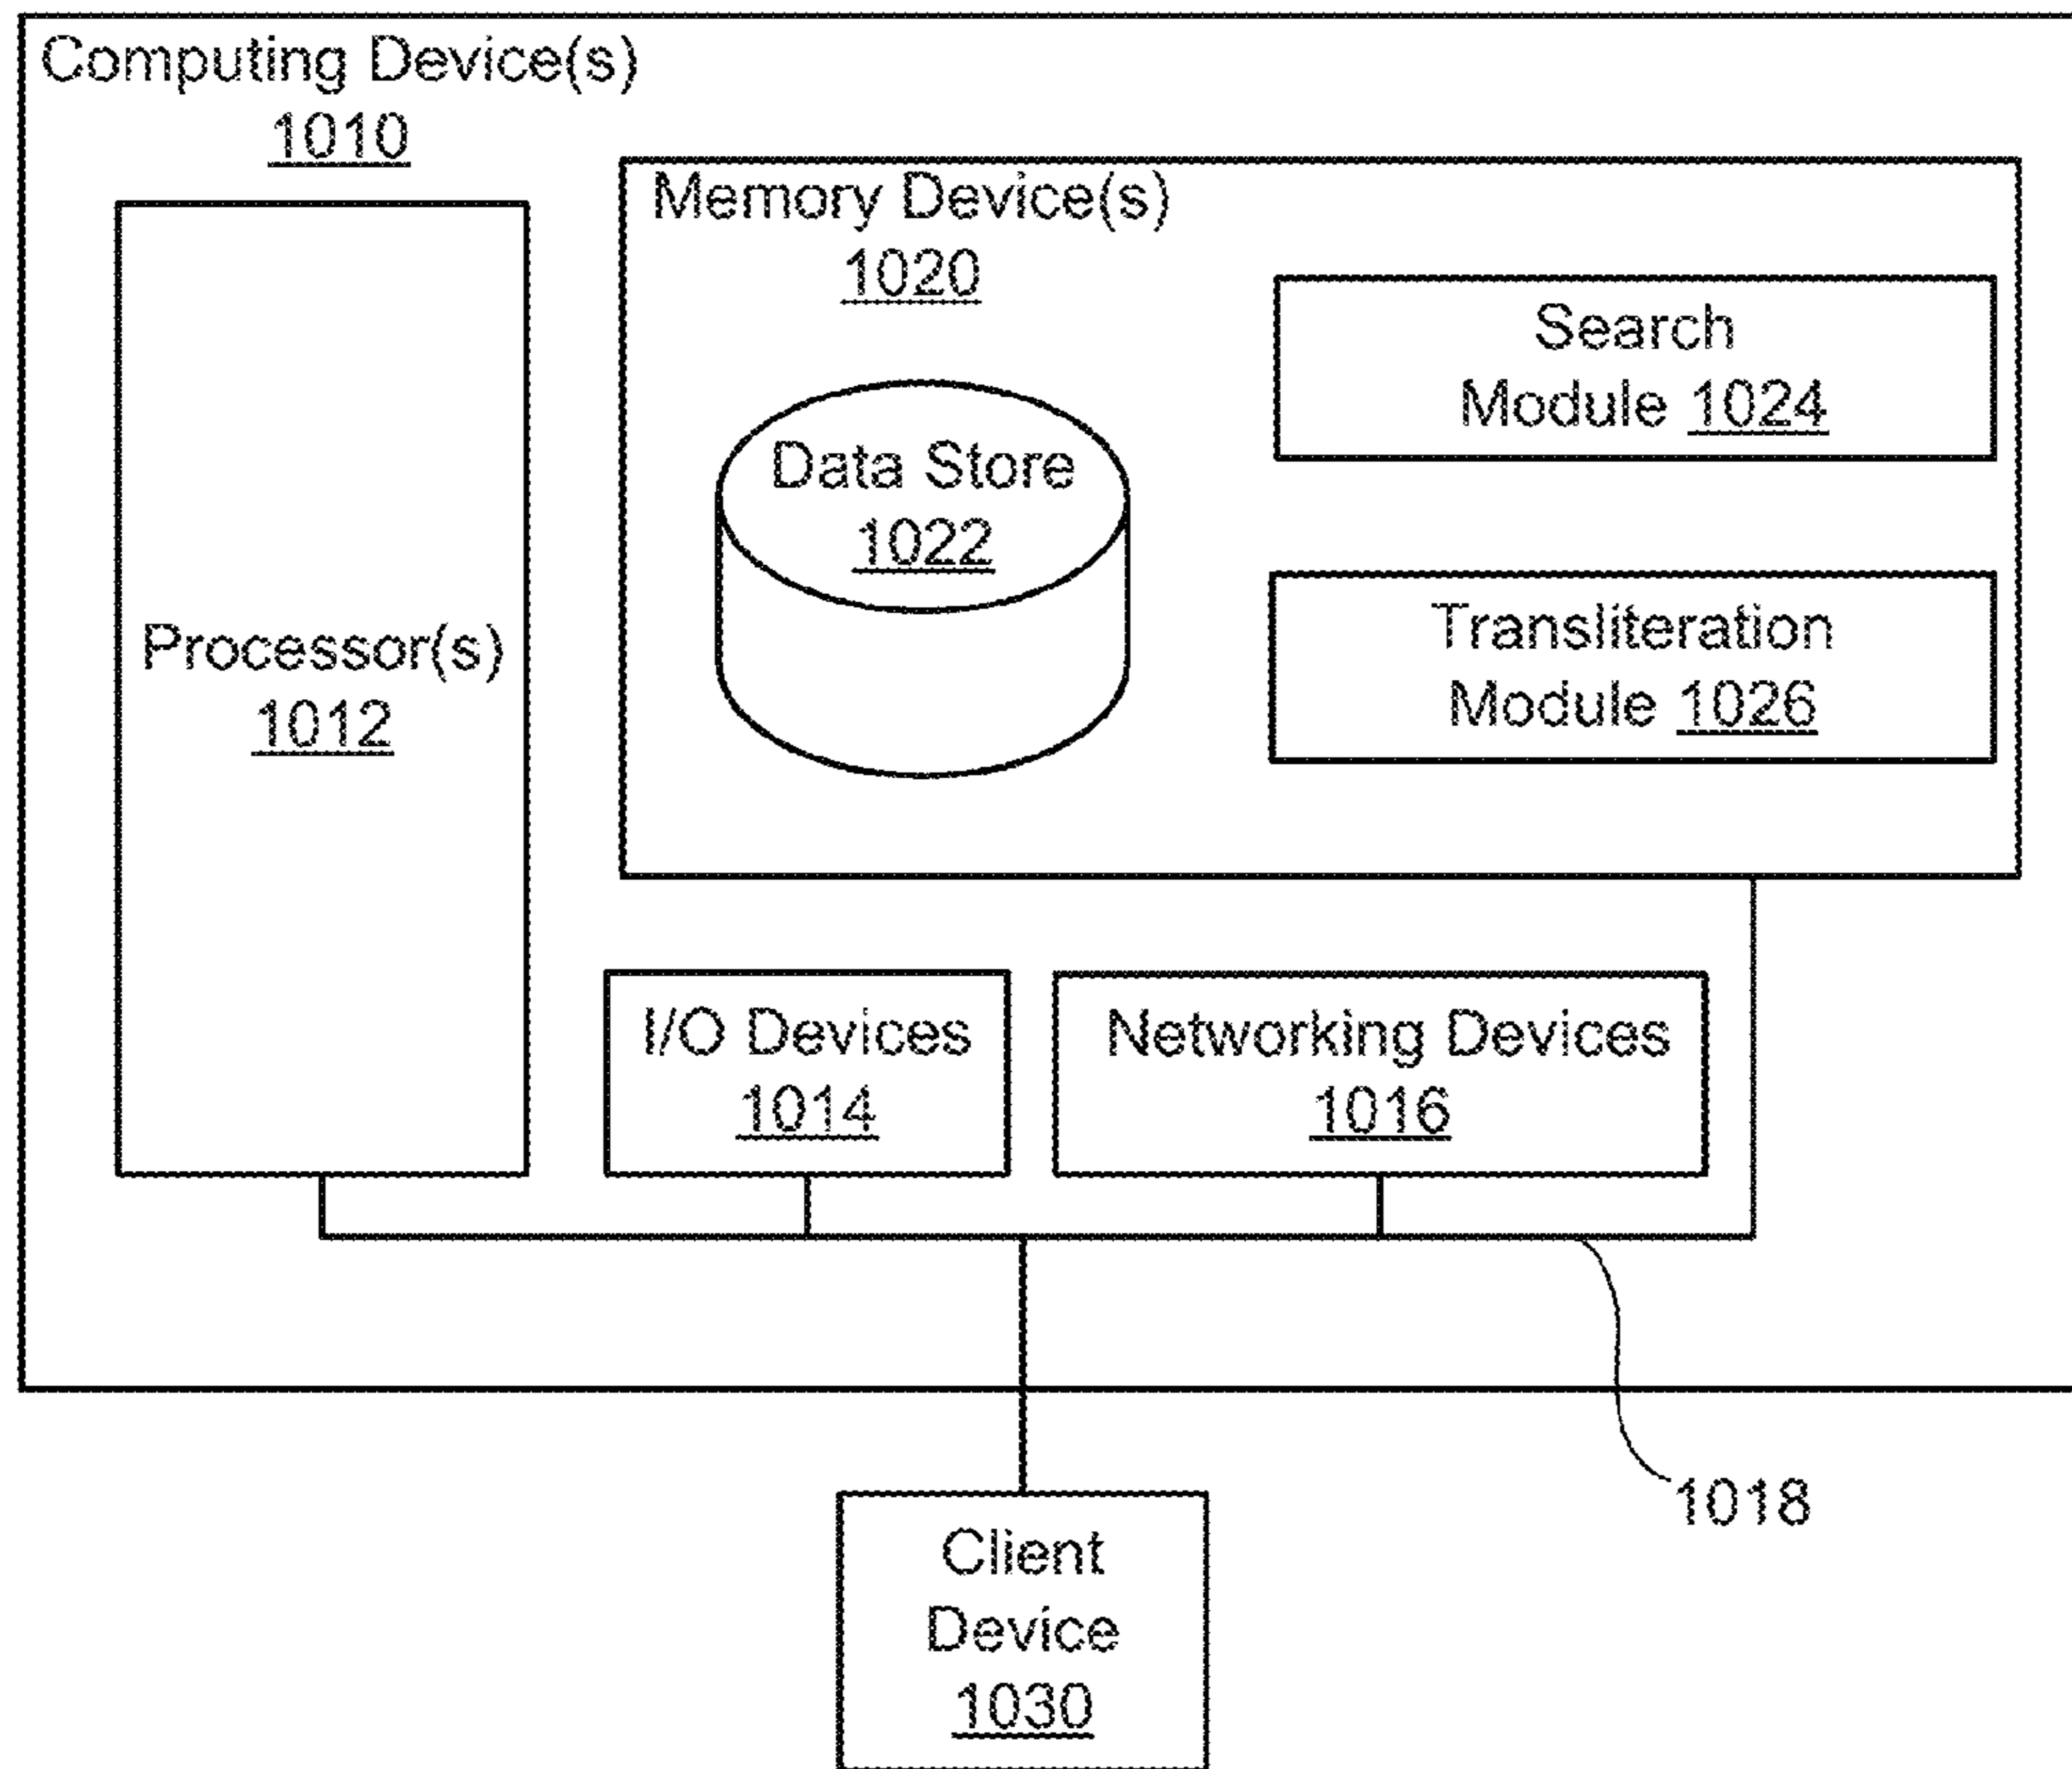 Computing Device(s)
1010
Memory Device(s)
1020
Search
Module 1024
Data Store
1022
Transliteration
Module 1026
Processor(s)
1012
I/O Devices
1014
Networking Devices
1016
1018
Client
Device
1030